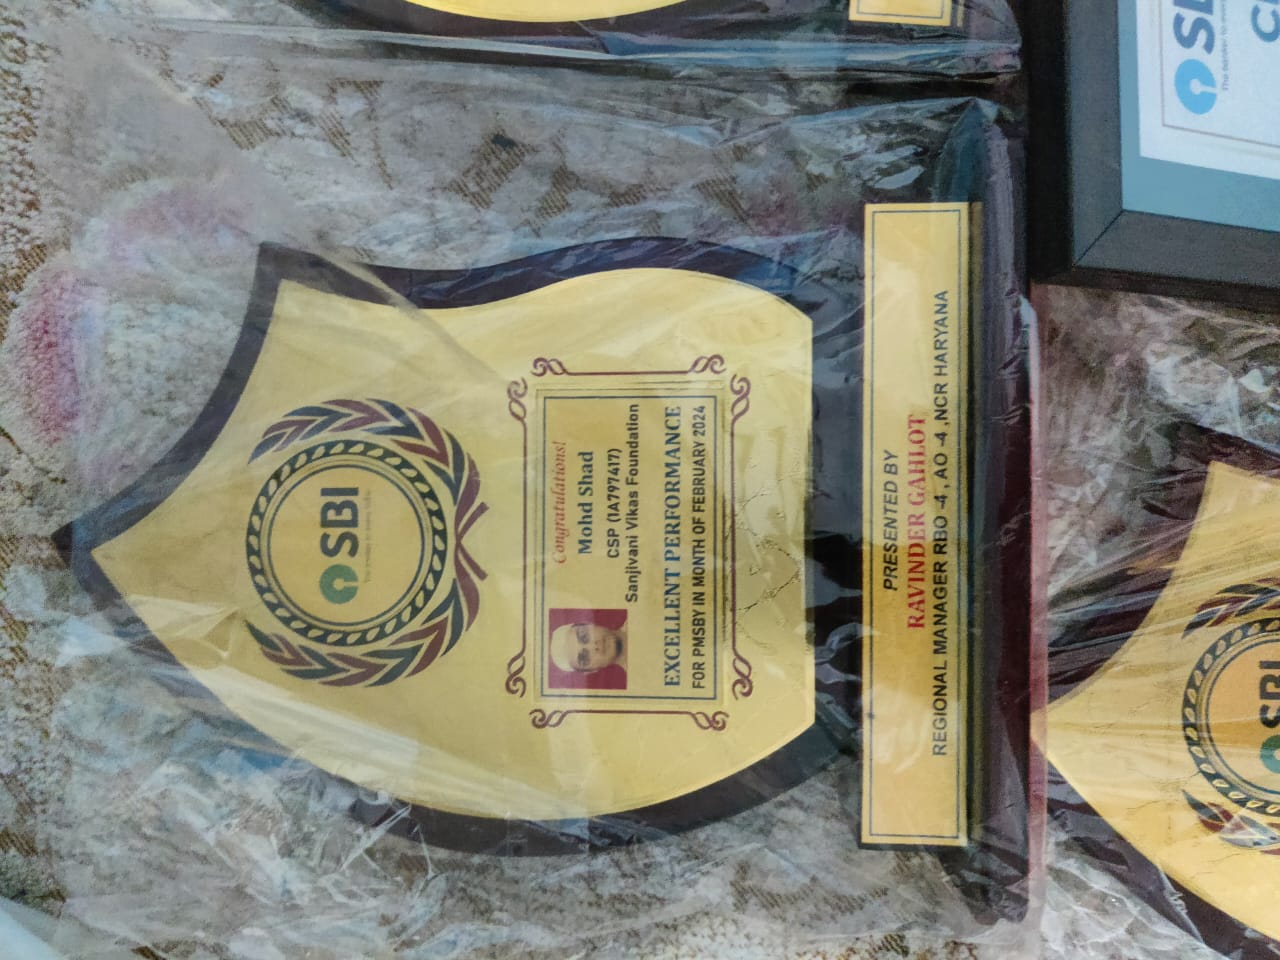 SBI
Congratulations!
Mohd Shad
CSP (1A797417)
Sanjivani Vikas Foundation
EXCELLENT PERFORMANCE
FOR PMSBY IN MONTH OF FEBRUARY 2024
PRESENTED BY
RAVINDER GAHLOT
REGIONAL MANAGER RBO -4 , AO -4 ,NCR HARYANA
SBI